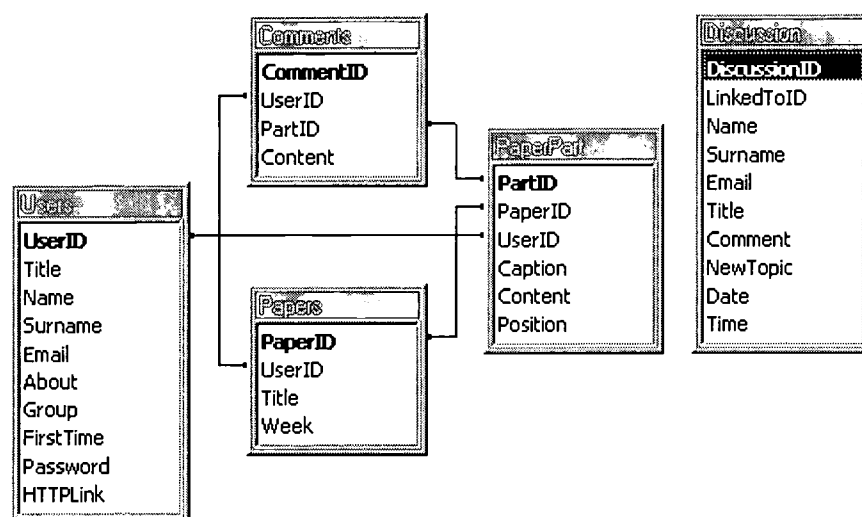 Comments
CommentID
UserID
PartID
Content
Users
UserID
Title
Name
Surname
Email
About
Group
FirstTime
Password
HTTPLink
Papers
PaperID
UserID
Title
Week
PaperPart
PartID
PaperID
UserID
Caption
Content
Position
Discussion
DiscussionID
LinkedToID
Name
Surname
Email
Title
Comment
NewTopic
Date
Time